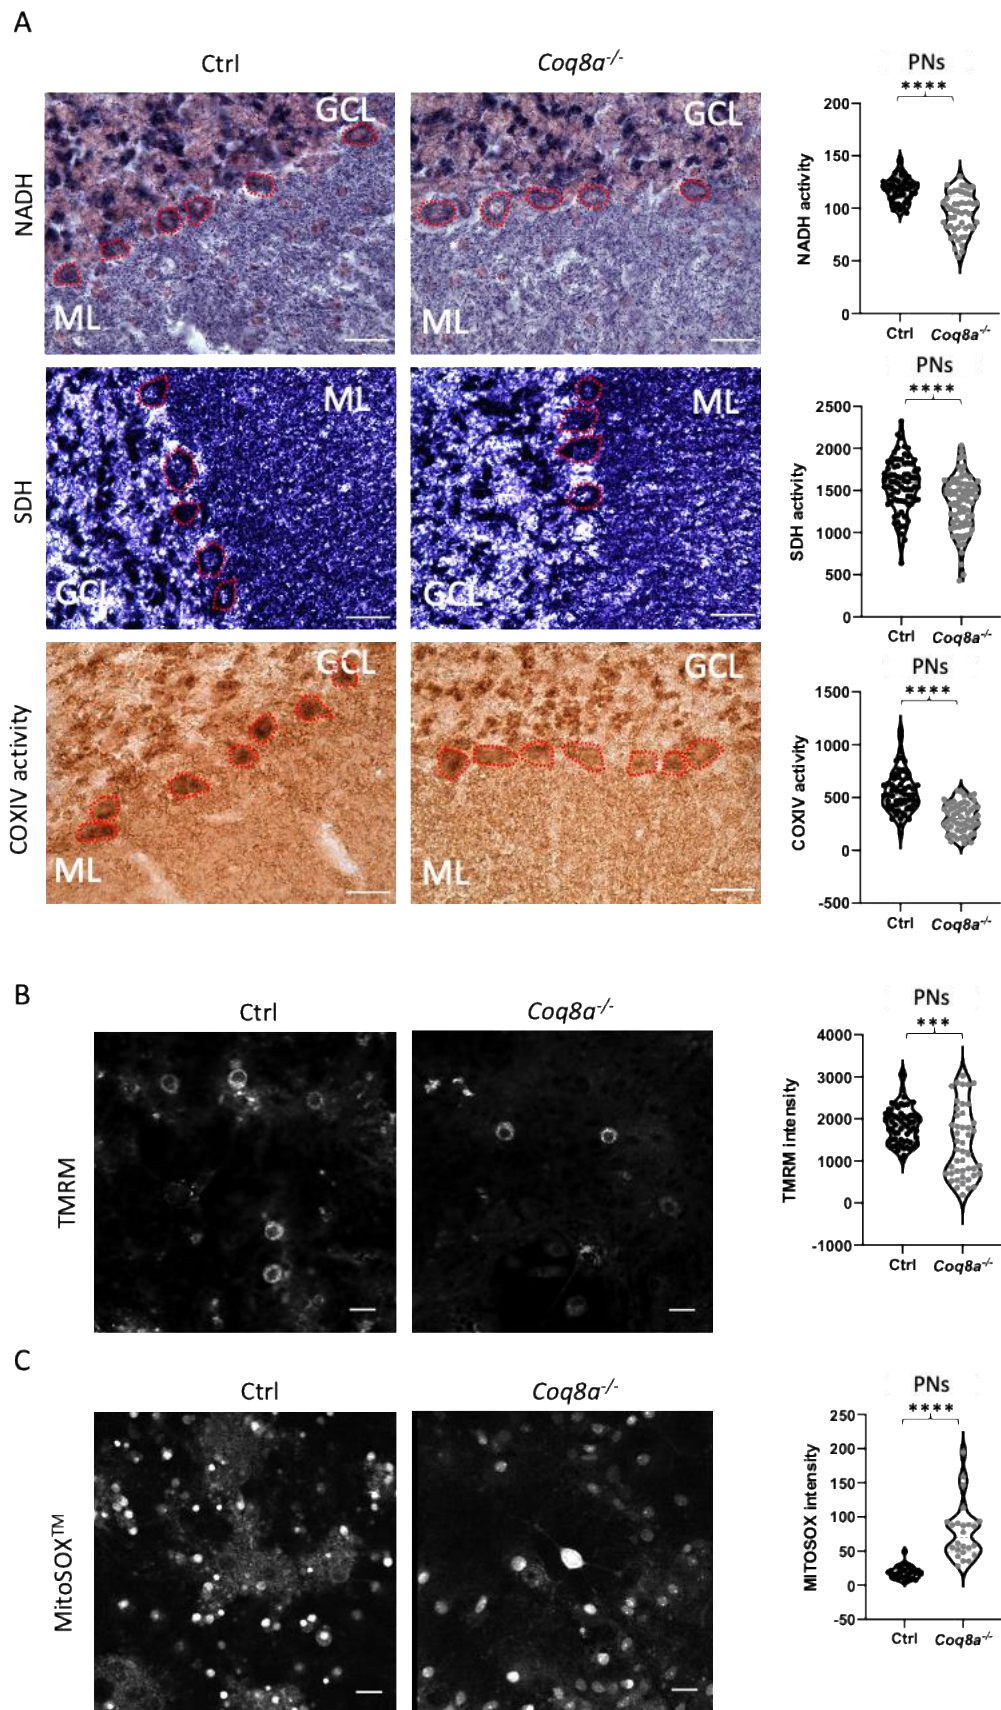 A
Ctrl
Coq8a-/-
NADH
GCL
ML
GCL
ML
PNs
****
NADH activity
200
150
100
50
0
Ctrl
Coq8a-/-
SDH
ML
GCL
ML
GCL
PNs
****
SDH activity
2500
2000
1500
1000
500
0
Ctrl
Coq8a-/-
COXIV activity
GCL
ML
GCL
ML
PNs
****
COXIV activity
1500
1000
500
0
-500
Ctrl
Coq8a-/-
B
Ctrl
Coq8a-/-
TMRM
PNs
***
TMRM intensity
4000
3000
2000
1000
0
-1000
Ctrl
Coq8a-/-
C
Ctrl
Coq8a-/-
MitoSOX™
PNs
****
MITOSOX intensity
250
200
150
100
50
0
-50
Ctrl
Coq8a-/-